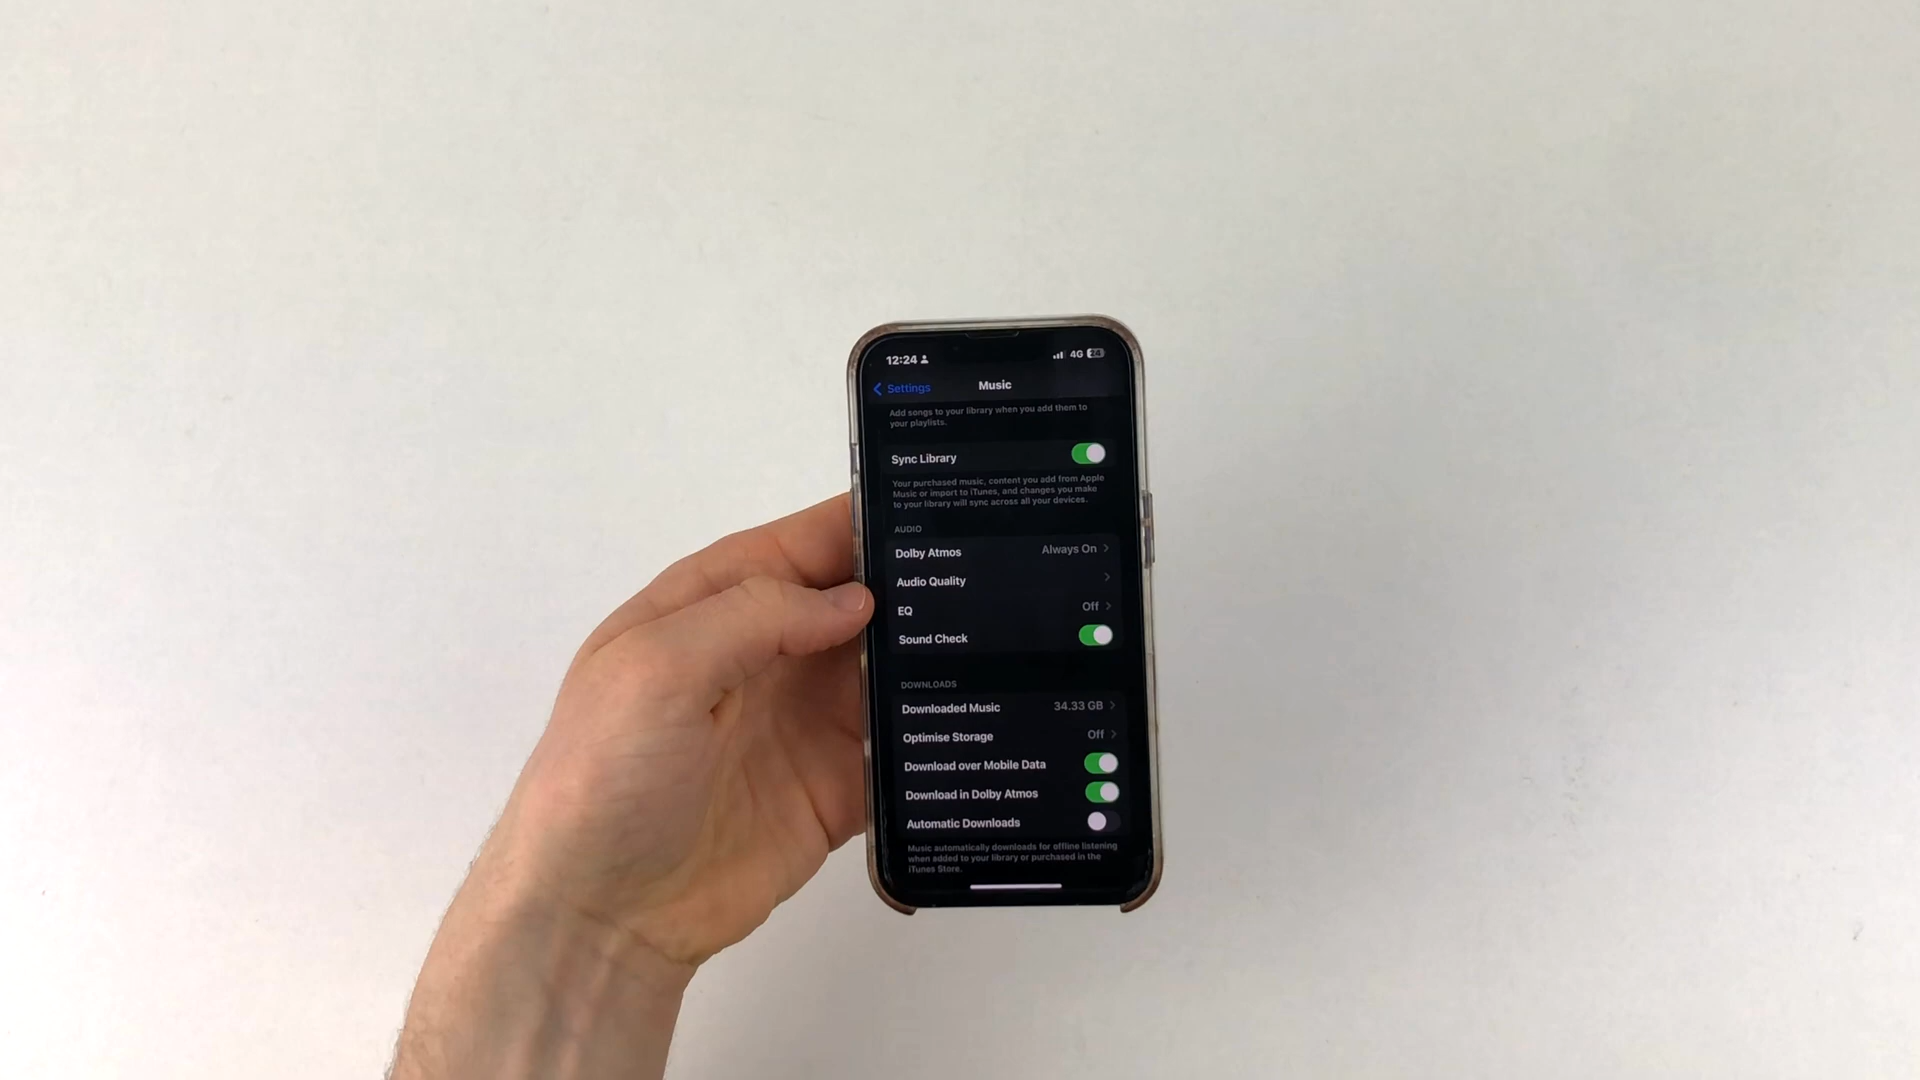 12:24 4G 24
Settings Music
Add songs to your library when you add them to
your playlists.
Sync Library
Your purchased music, content you add from Apple
Music or import to iTunes, and changes you make
to your library will sync across all your devices.
AUDIO
Dolby Atmos Always On
Audio Quality
EQ Off
Sound Check
DOWNLOADS
Downloaded Music 34.33 GB
Optimise Storage Off
Download over Mobile Data
Download in Dolby Atmos
Automatic Downloads
Music automatically downloads for offline listening
when added to your library or purchased in the
iTunes Store.